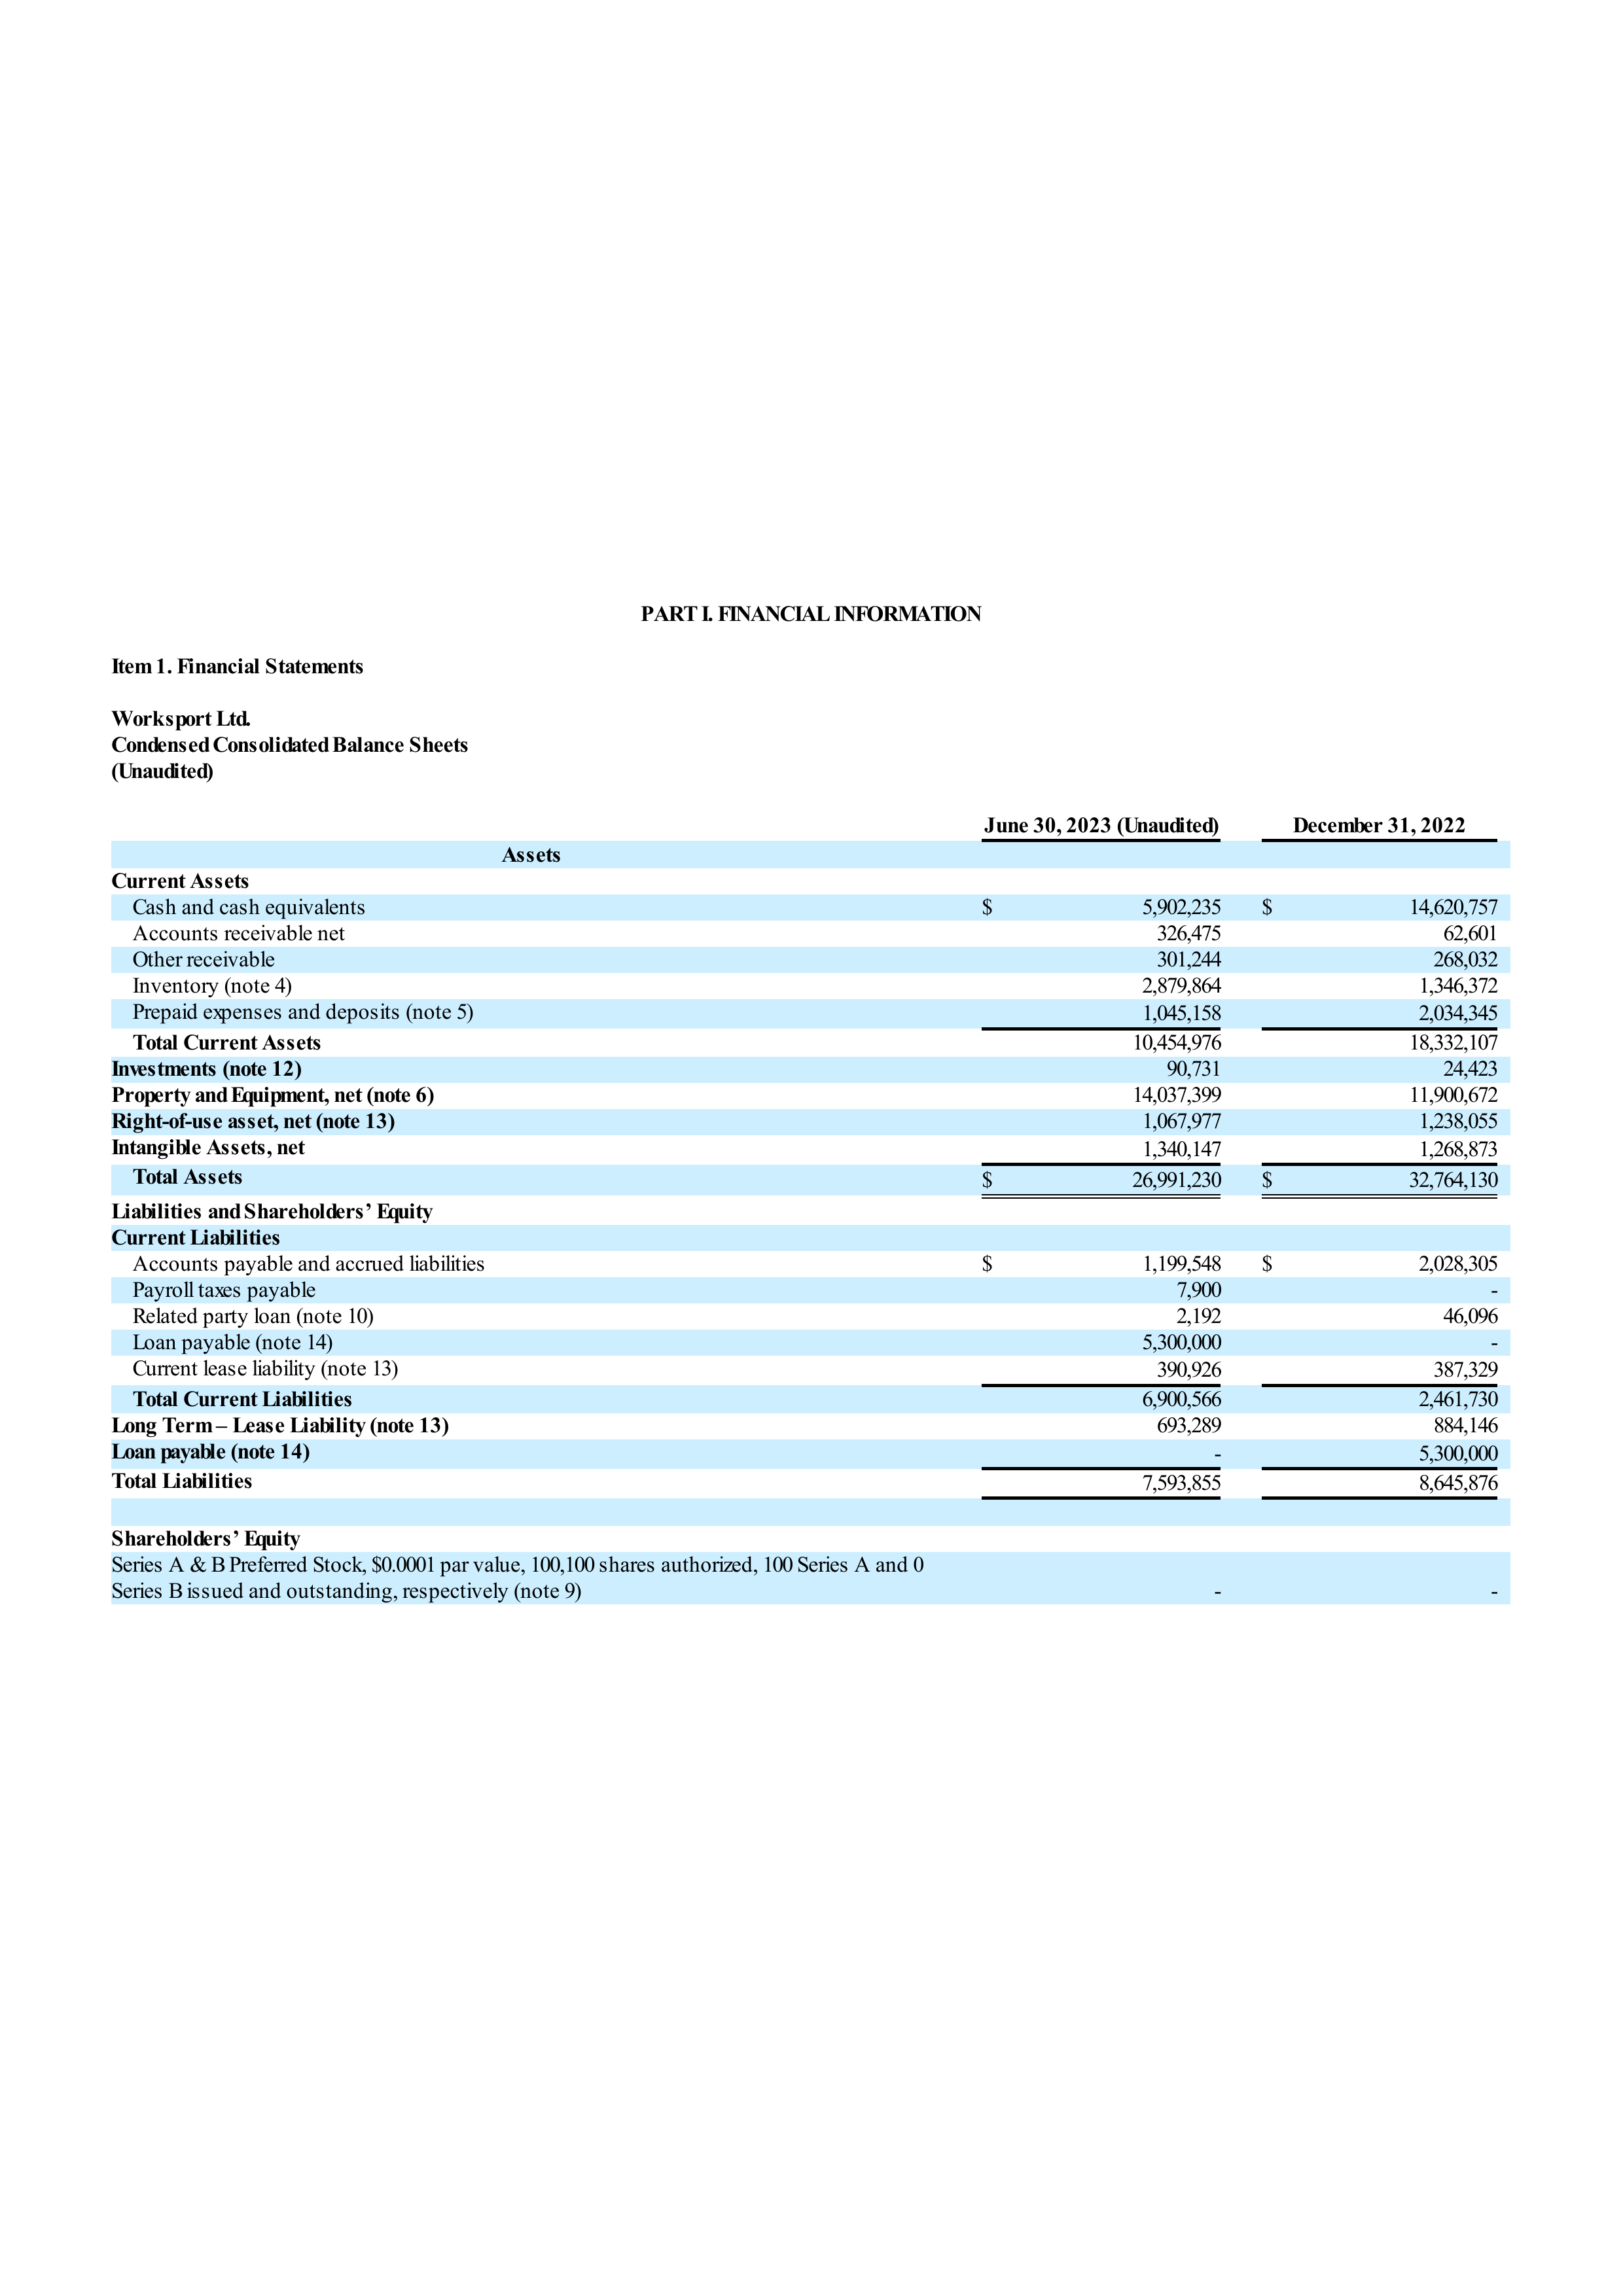 PART I. FINANCIAL INFORMATION
Item 1. Financial Statements
Worksport Ltd.
Condensed Consolidated Balance Sheets
(Unaudited)
June 30, 2023 (Unaudited) December 31, 2022
Assets
Current Assets
Cash and cash equivalents $ 5,902,235 $ 14,620,757
Accounts receivable net 326,475 62,601
Other receivable 301,244 268,032
Inventory (note 4) 2,879,864 1,346,372
Prepaid expenses and deposits (note 5) 1,045,158 2,034,345
Total Current Assets 10,454,976 18,332,107
Investments (note 12) 90,731 24,423
Property and Equipment, net (note 6) 14,037,399 11,900,672
Right-of-use asset, net (note 13) 1,067,977 1,238,055
Intangible Assets, net 1,340,147 1,268,873
Total Assets $ 26,991,230 $ 32,764,130
Liabilities and Shareholders’ Equity
Current Liabilities
Accounts payable and accrued liabilities $ 1,199,548 $ 2,028,305
Payroll taxes payable 7,900 -
Related party loan (note 10) 2,192 46,096
Loan payable (note 14) 5,300,000 -
Current lease liability (note 13) 390,926 387,329
Total Current Liabilities 6,900,566 2,461,730
Long Term – Lease Liability (note 13) 693,289 884,146
Loan payable (note 14) - 5,300,000
Total Liabilities 7,593,855 8,645,876
Shareholders’ Equity
Series A & B Preferred Stock, $0.0001 par value, 100,100 shares authorized, 100 Series A and 0
Series B issued and outstanding, respectively (note 9) - -